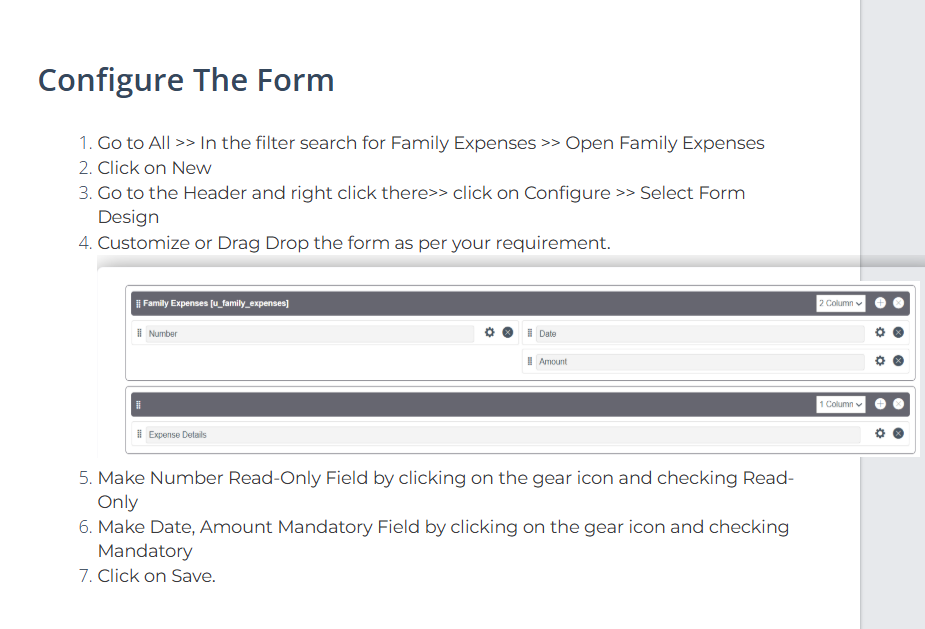 Configure The Form
1. Go to All >> In the filter search for Family Expenses >> Open Family Expenses
2. Click on New
3. Go to the Header and right click there>> click on Configure >> Select Form
Design
4. Customize or Drag Drop the form as per your requirement.
Family Expenses [u_family_expenses]
2 Column
Number
Date
Amount
1 Column
Expense Details
5. Make Number Read-Only Field by clicking on the gear icon and checking Read-
Only
6. Make Date, Amount Mandatory Field by clicking on the gear icon and checking
Mandatory
7. Click on Save.